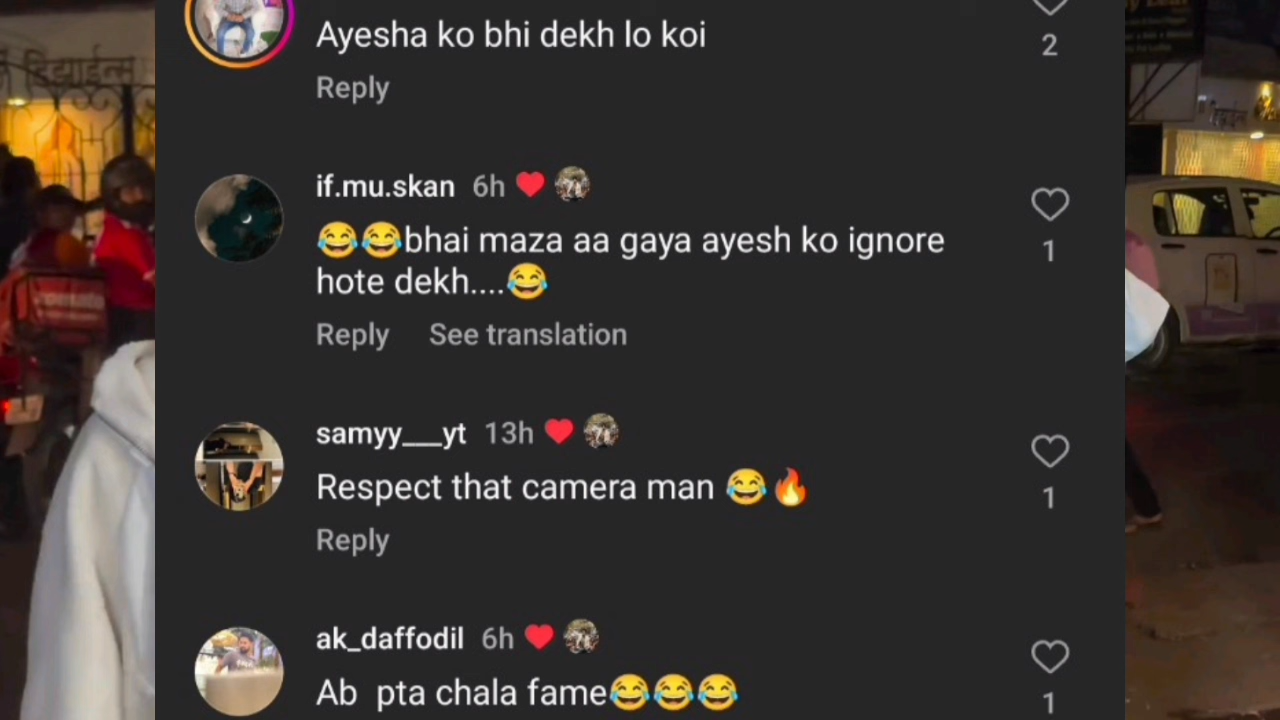 डिझाईन्स
Ayesha ko bhi dekh lo koi
2
Reply
if.mu.skan 6h
😂😂bhai maza aa gaya ayesh ko ignore
hote dekh....😂
1
Reply See translation
samyy___yt 13h
Respect that camera man 😂🔥
1
Reply
ak_daffodil 6h
Ab pta chala fame😂😂😂
1
zomato